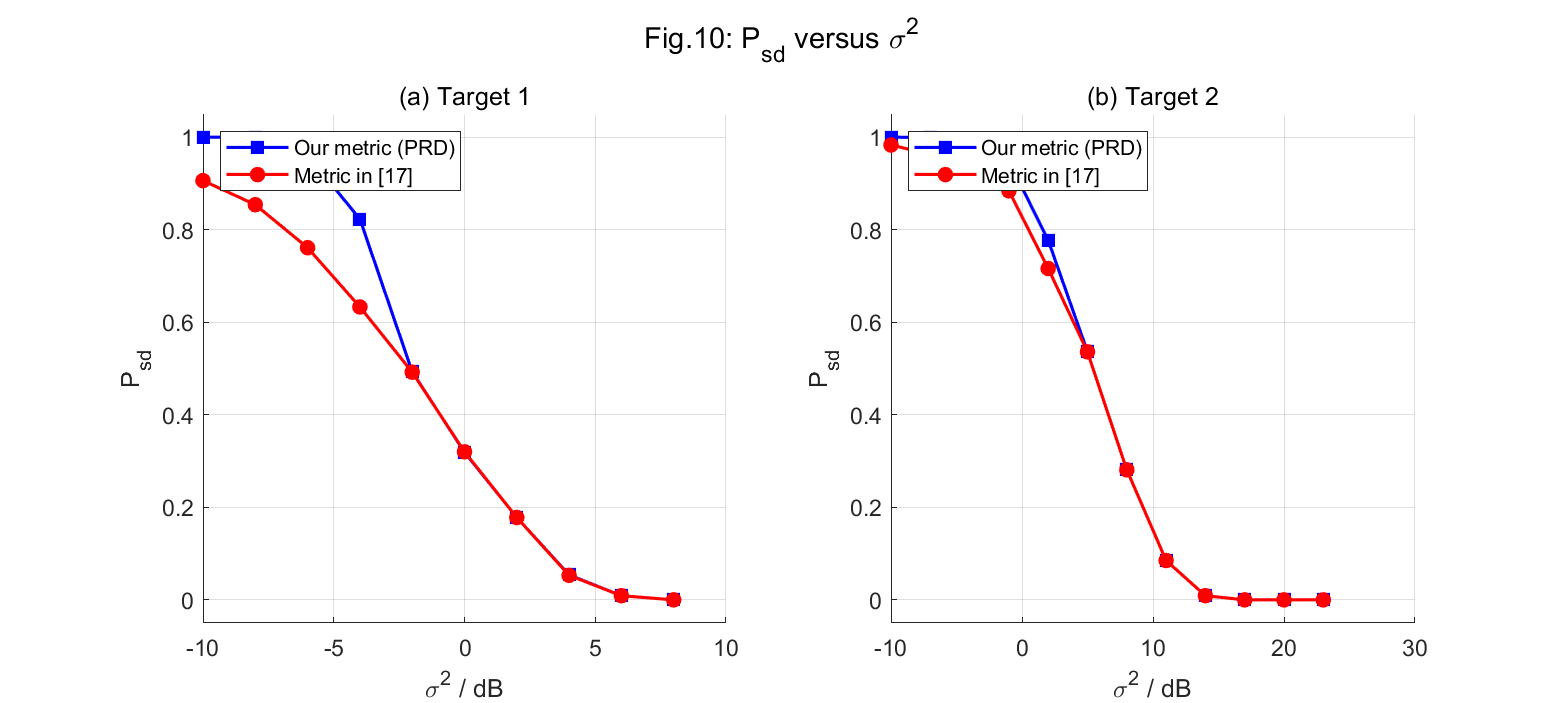 Fig.10: P_sd versus σ^2
(a) Target 1
1
0.8
0.6
0.4
0.2
0
P_sd
Our metric (PRD)
Metric in [17]
-10
-5
0
5
10
σ^2 / dB
(b) Target 2
1
0.8
0.6
0.4
0.2
0
P_sd
Our metric (PRD)
Metric in [17]
-10
0
10
20
30
σ^2 / dB